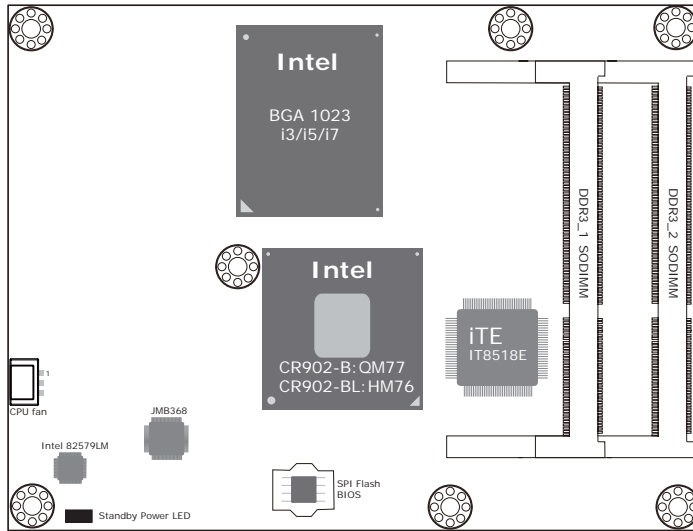 Intel
BGA 1023
i3/i5/i7
DDR3_1 SODIMM
DDR3_2 SODIMM
Intel
CR902-B:QM77
CR902-BL:HM76
iTE
IT8518E
1
CPU fan
JMB368
Intel 82579LM
SPI Flash
BIOS
Standby Power LED